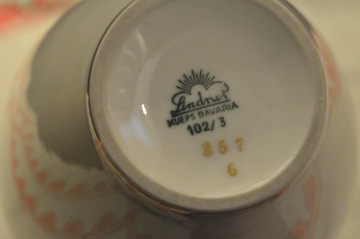 Lindner
KUEPS BAVARIA
102/3
257
6